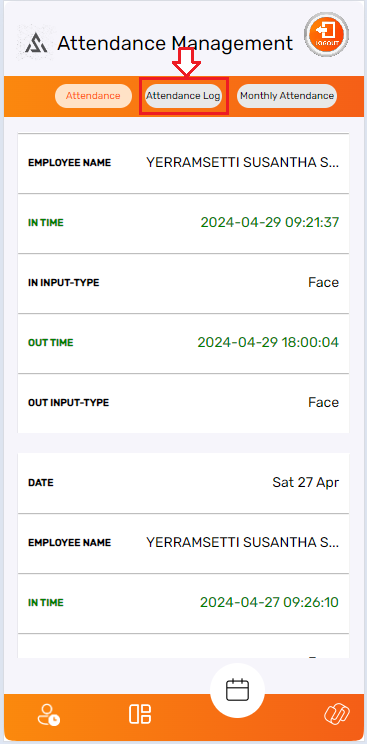 Attendance Management
LOGOUT
Attendance
Attendance Log
Monthly Attendance
EMPLOYEE NAME YERRAMSETTI SUSANTHA S...
IN TIME 2024-04-29 09:21:37
IN INPUT-TYPE Face
OUT TIME 2024-04-29 18:00:04
OUT INPUT-TYPE Face
DATE Sat 27 Apr
EMPLOYEE NAME YERRAMSETTI SUSANTHA S...
IN TIME 2024-04-27 09:26:10